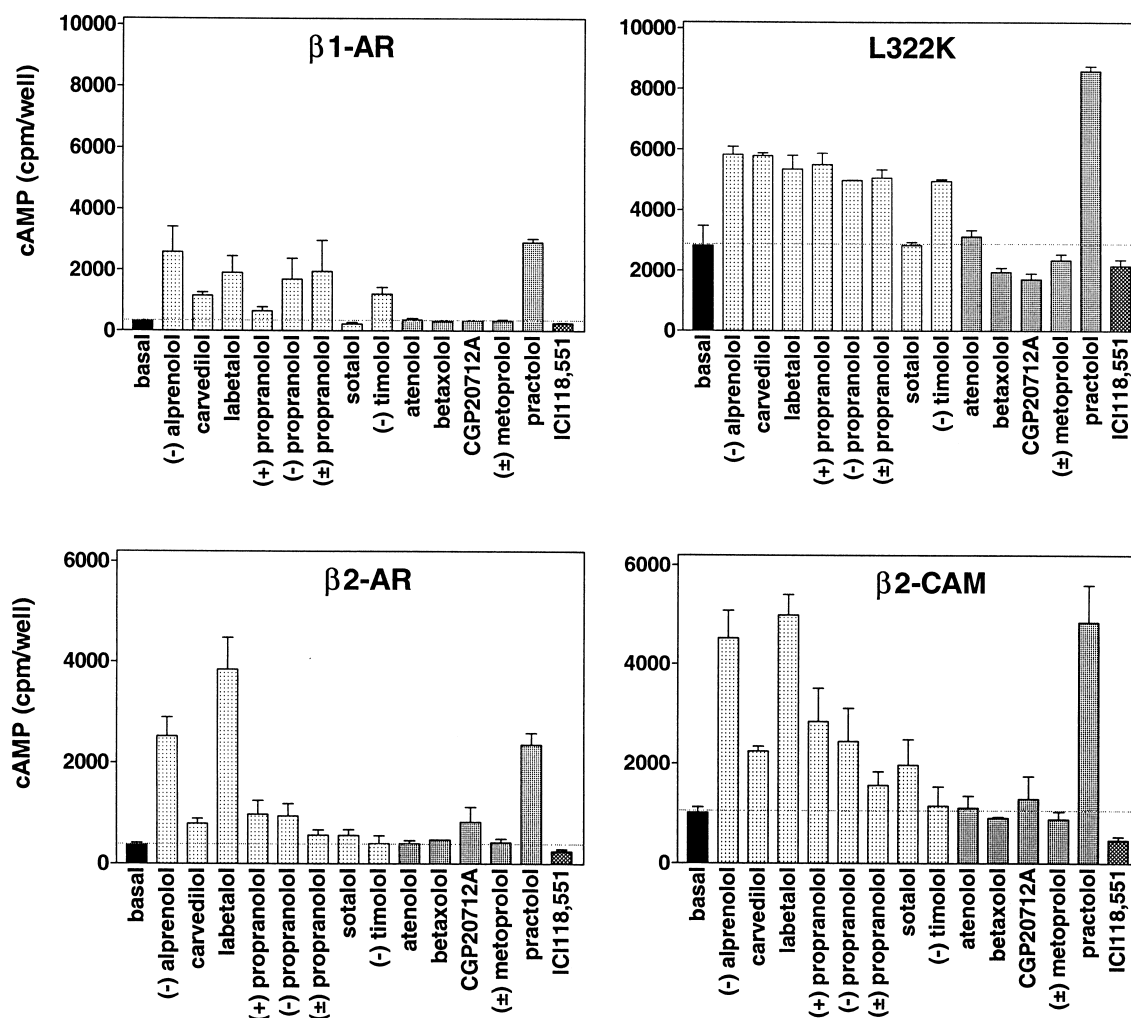 β1-AR
cAMP (cpm/well)
10000
8000
6000
4000
2000
0
basal
(-) alprenolol
carvedilol
labetalol
(+) propranolol
(-) propranolol
(±) propranolol
sotalol
(-) timolol
atenolol
betaxolol
CGP20712A
(±) metoprolol
practolol
ICI118,551
L322K
10000
8000
6000
4000
2000
0
basal
(-) alprenolol
carvedilol
labetalol
(+) propranolol
(-) propranolol
(±) propranolol
sotalol
(-) timolol
atenolol
betaxolol
CGP20712A
(±) metoprolol
practolol
ICI118,551
β2-AR
cAMP (cpm/well)
6000
4000
2000
0
basal
(-) alprenolol
carvedilol
labetalol
(+) propranolol
(-) propranolol
(±) propranolol
sotalol
(-) timolol
atenolol
betaxolol
CGP20712A
(±) metoprolol
practolol
ICI118,551
β2-CAM
6000
4000
2000
0
basal
(-) alprenolol
carvedilol
labetalol
(+) propranolol
(-) propranolol
(±) propranolol
sotalol
(-) timolol
atenolol
betaxolol
CGP20712A
(±) metoprolol
practolol
ICI118,551